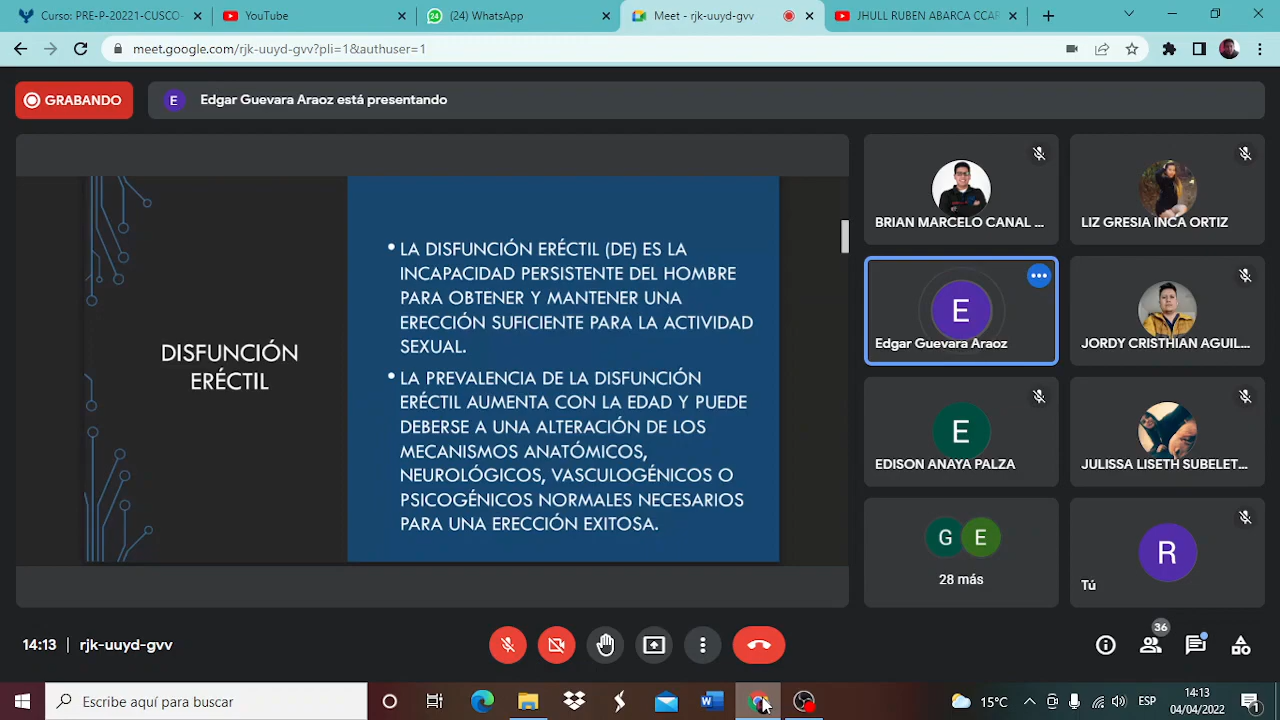 Curso: PRE-P-20221-CUSCO-
YouTube
(24) WhatsApp
Meet - rjk-uuyd-gvv
JHULL RUBEN ABARCA CCAR
meet.google.com/rjk-uuyd-gvv?pli=1&authuser=1
GRABANDO
E
Edgar Guevara Araoz está presentando
DISFUNCIÓN
ERÉCTIL
• LA DISFUNCIÓN ERÉCTIL (DE) ES LA
INCAPACIDAD PERSISTENTE DEL HOMBRE
PARA OBTENER Y MANTENER UNA
ERECCIÓN SUFICIENTE PARA LA ACTIVIDAD
SEXUAL.
• LA PREVALENCIA DE LA DISFUNCIÓN
ERÉCTIL AUMENTA CON LA EDAD Y PUEDE
DEBERSE A UNA ALTERACIÓN DE LOS
MECANISMOS ANATÓMICOS,
NEUROLÓGICOS, VASCULOGÉNICOS O
PSICOGÉNICOS NORMALES NECESARIOS
PARA UNA ERECCIÓN EXITOSA.
BRIAN MARCELO CANAL ...
LIZ GRESIA INCA ORTIZ
E
Edgar Guevara Araoz
JORDY CRISTHIAN AGUIL...
E
EDISON ANAYA PALZA
JULISSA LISETH SUBELET...
G E
28 más
R
Tú
14:13 | rjk-uuyd-gvv
36
Escribe aquí para buscar
15°C
ESP
14:13
04/04/2022